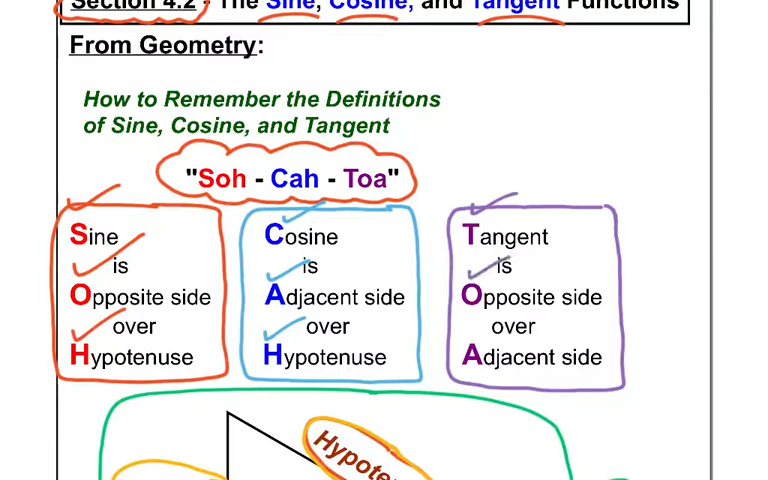 Section 4.2 - The Sine, Cosine, and Tangent Functions
From Geometry:
How to Remember the Definitions
of Sine, Cosine, and Tangent
"Soh - Cah - Toa"
Sine
is
Opposite side
over
Hypotenuse
Cosine
is
Adjacent side
over
Hypotenuse
Tangent
is
Opposite side
over
Adjacent side